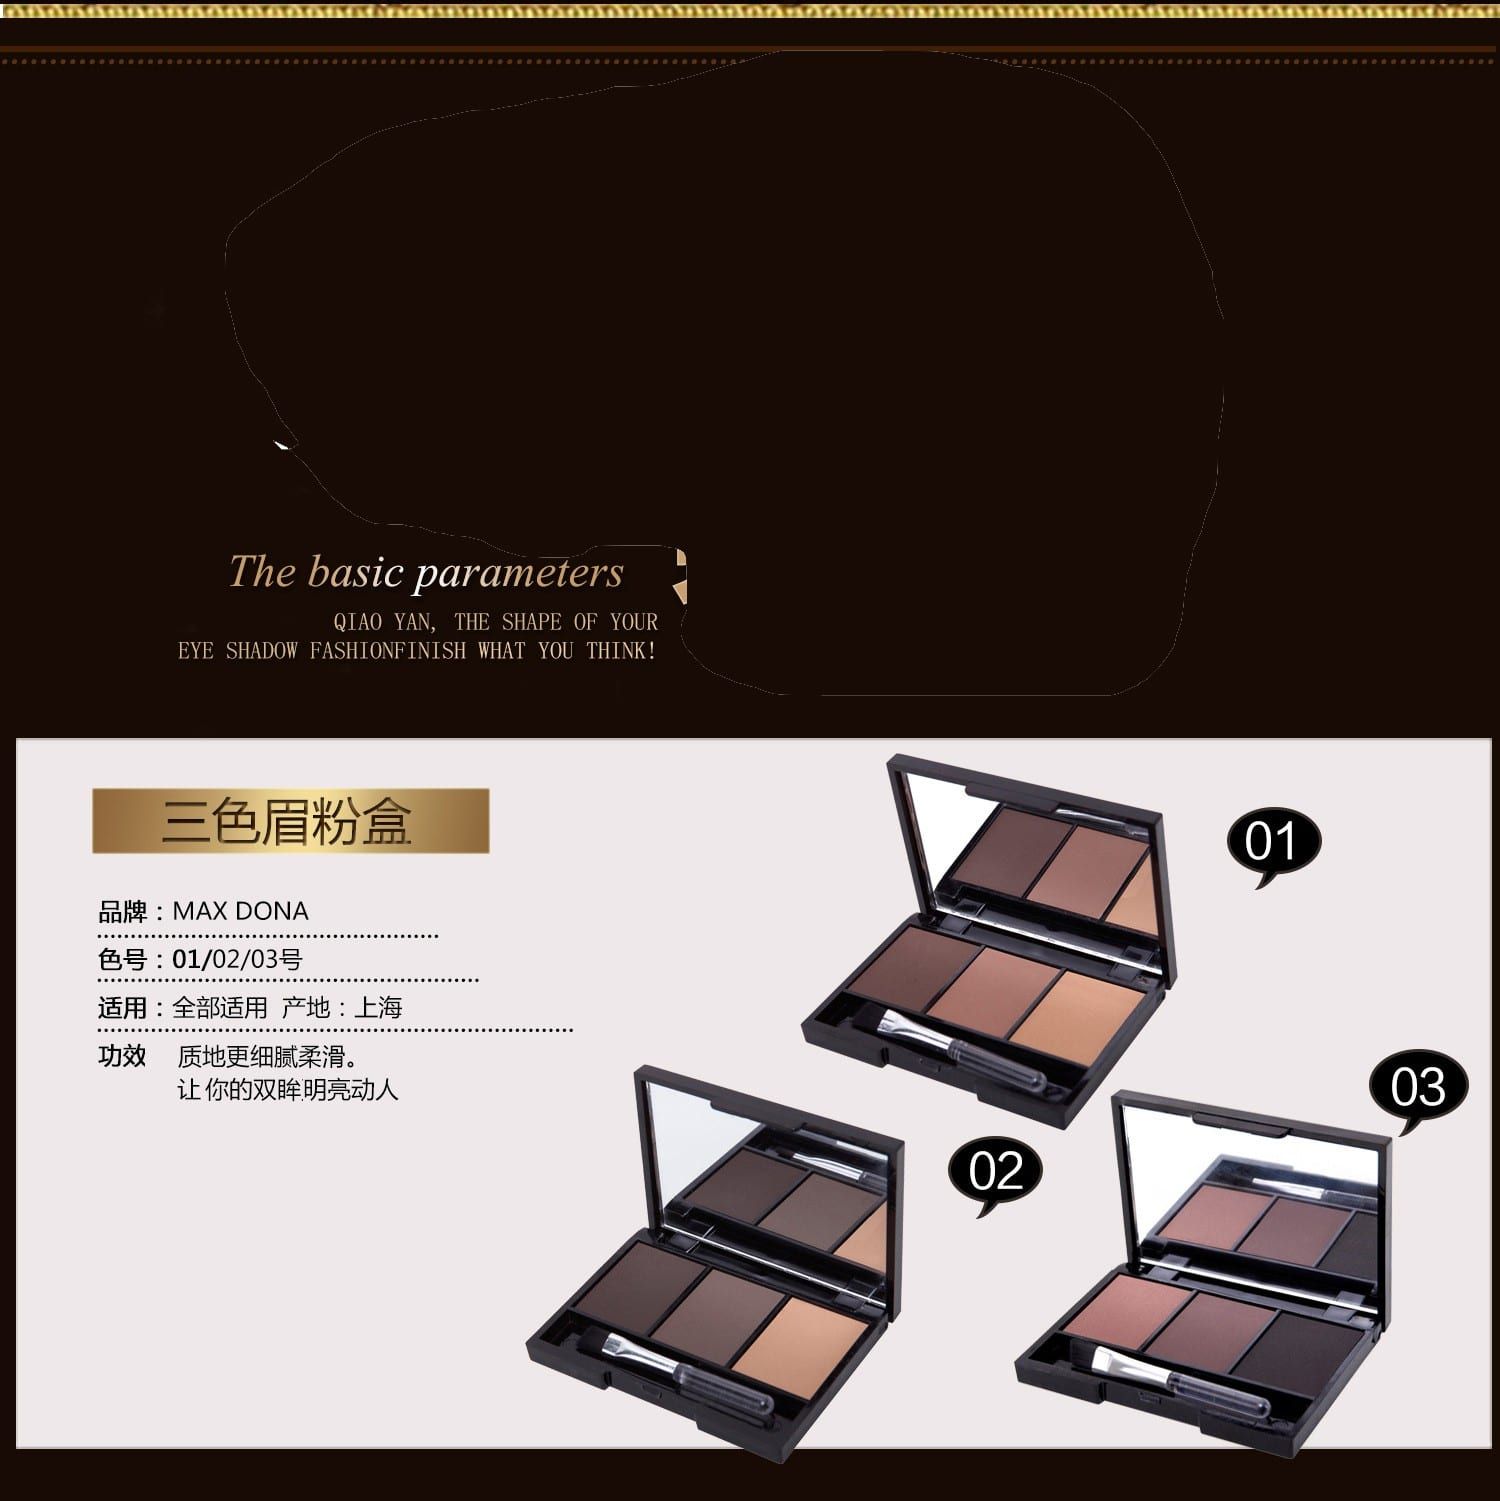 The basic parameters
QIAO YAN, THE SHAPE OF YOUR
EYE SHADOW FASHIONFINISH WHAT YOU THINK!
三色眉粉盒
品牌：MAX DONA
色号：01/02/03号
适用：全部适用 产地：上海
功效 质地更细腻柔滑。
让你的双眸明亮动人
01
02
03